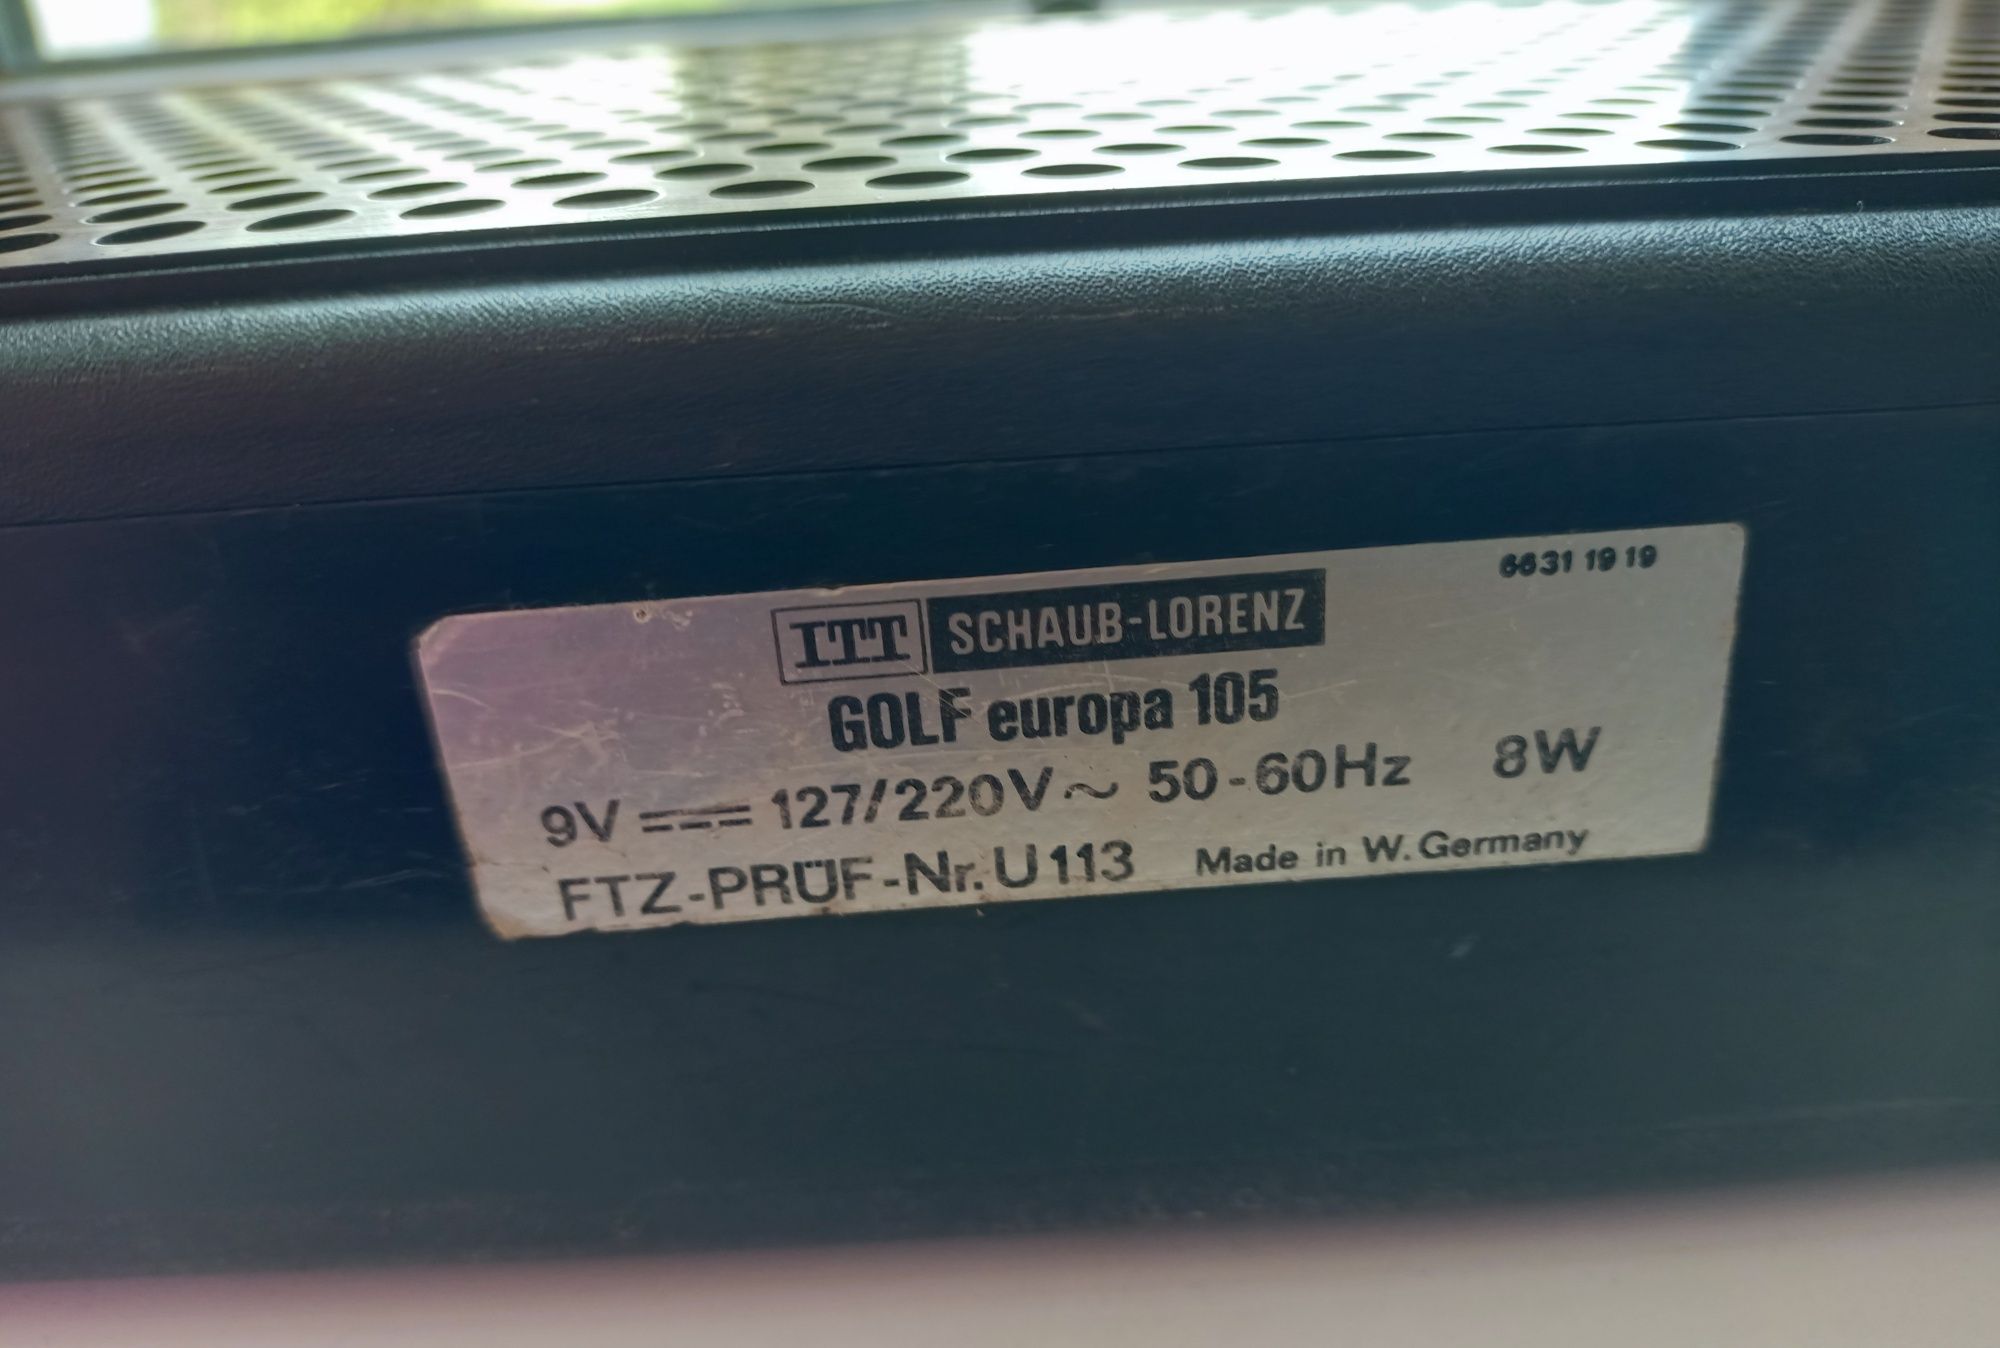 6631 19 19
ITT SCHAUB-LORENZ
GOLF europa 105
9V ⎓ 127/220V~ 50-60Hz 8W
FTZ-PRÜF-Nr. U113 Made in W. Germany